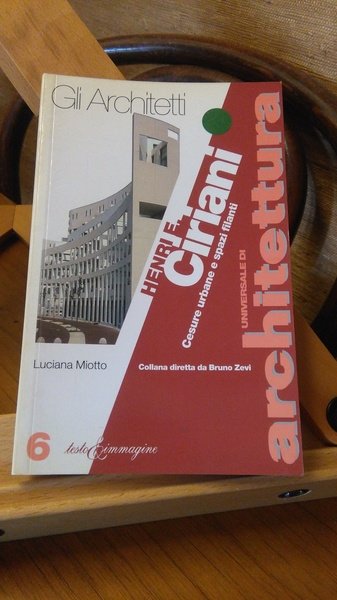 Gli Architetti
HENRI E.
Ciriani
Cesure urbane e spazi filanti
UNIVERSALE DI
architettura
Luciana Miotto
Collana diretta da Bruno Zevi
6
testo&immagine